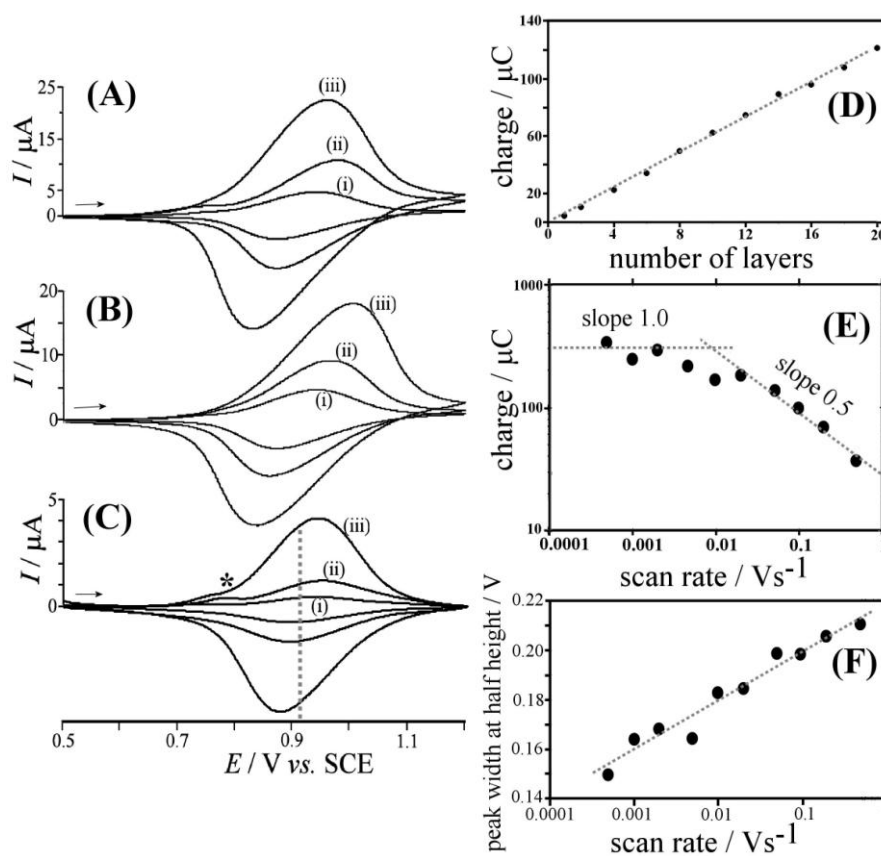 (A)
25
20
15
10
5
0
I / µA
(iii)
(ii)
(i)
(B)
20
10
0
I / µA
(iii)
(ii)
(i)
(C)
5
0
I / µA
*
(iii)
(ii)
(i)
0.5
0.7
0.9
1.1
E / V vs. SCE
(D)
140
100
60
20
0
charge / µC
0
4
8
12
16
20
number of layers
(E)
1000
100
10
charge / µC
slope 1.0
slope 0.5
0.0001
0.001
0.01
0.1
scan rate / Vs-1
(F)
0.22
0.20
0.18
0.16
0.14
peak width at half height / V
0.0001
0.001
0.01
0.1
scan rate / Vs-1